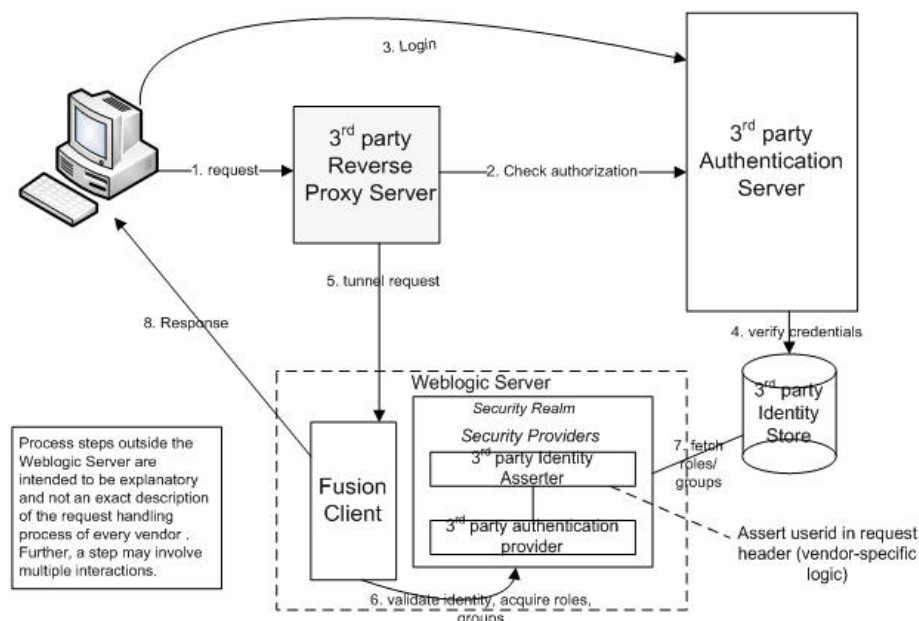 3. Login
3rd party
Reverse
Proxy Server
3rd party
Authentication
Server
1. request
2. Check authorization
5. tunnel request
8. Response
4. verify credentials
Weblogic Server
Security Realm
Security Providers
3rd party Identity
Asserter
3rd party authentication
provider
Fusion
Client
3rd party
Identity
Store
7. fetch
roles/
groups
Process steps outside the
Weblogic Server are
intended to be explanatory
and not an exact description
of the request handling
process of every vendor .
Further, a step may involve
multiple interactions.
Assert userid in request
header (vendor-specific
logic)
6. validate identity, acquire roles,
groups